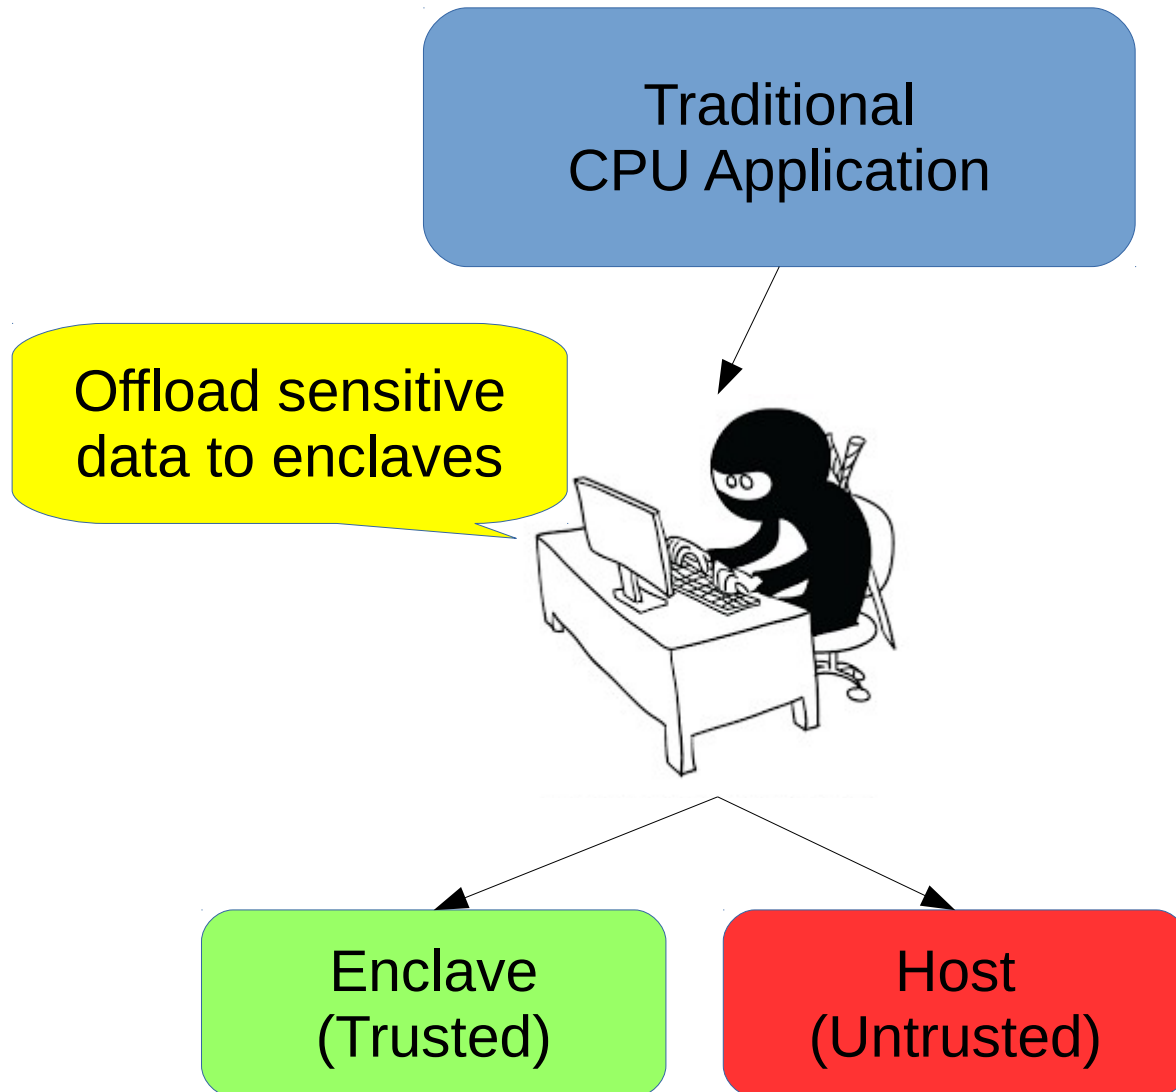 Traditional
CPU Application
Offload sensitive
data to enclaves
Enclave
(Trusted)
Host
(Untrusted)